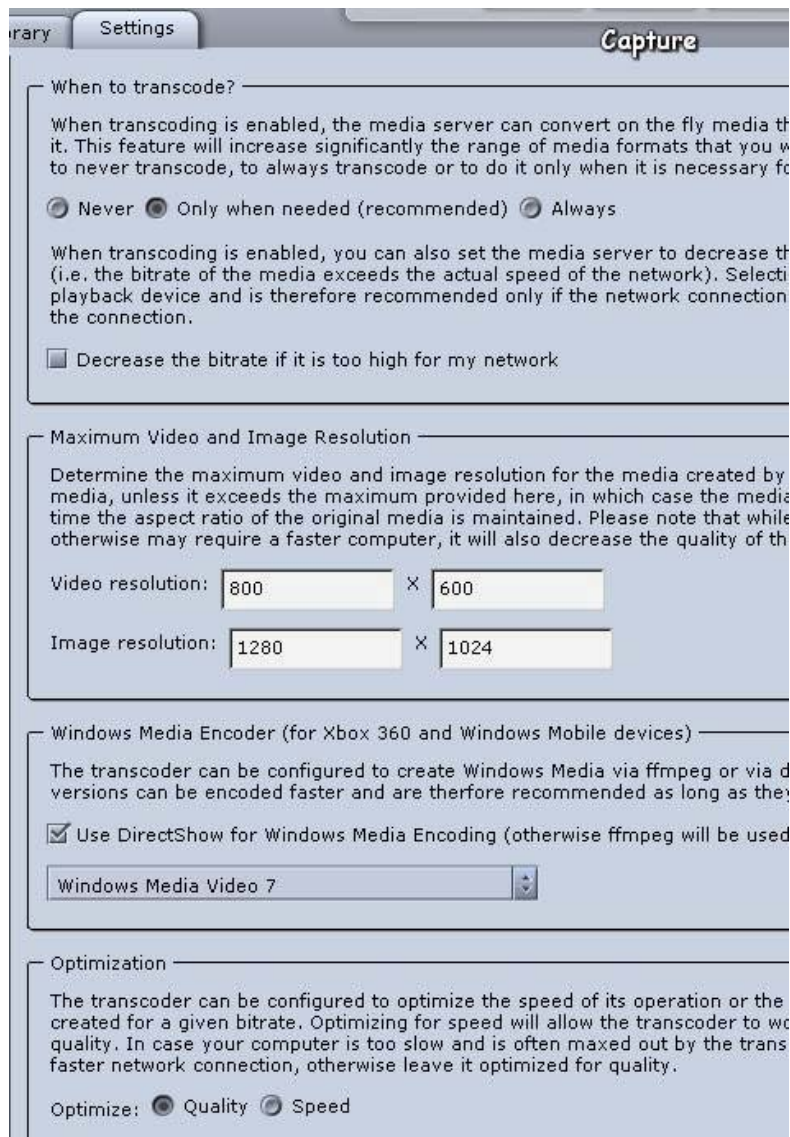 rary
Settings
Capture
When to transcode?
When transcoding is enabled, the media server can convert on the fly media
it. This feature will increase significantly the range of media formats that you
to never transcode, to always transcode or to do it only when it is necessary
Never Only when needed (recommended) Always
When transcoding is enabled, you can also set the media server to decrease
(i.e. the bitrate of the media exceeds the actual speed of the network). Selecti
playback device and is therefore recommended only if the network connection
the connection.
Decrease the bitrate if it is too high for my network
Maximum Video and Image Resolution
Determine the maximum video and image resolution for the media created by
media, unless it exceeds the maximum provided here, in which case the media
time the aspect ratio of the original media is maintained. Please note that while
otherwise may require a faster computer, it will also decrease the quality of th
Video resolution: 800 X 600
Image resolution: 1280 X 1024
Windows Media Encoder (for Xbox 360 and Windows Mobile devices)
The transcoder can be configured to create Windows Media via ffmpeg or via d
versions can be encoded faster and are therfore recommended as long as they
Use DirectShow for Windows Media Encoding (otherwise ffmpeg will be used
Windows Media Video 7
Optimization
The transcoder can be configured to optimize the speed of its operation or the
created for a given bitrate. Optimizing for speed will allow the transcoder to wo
quality. In case your computer is too slow and is often maxed out by the trans
faster network connection, otherwise leave it optimized for quality.
Optimize: Quality Speed